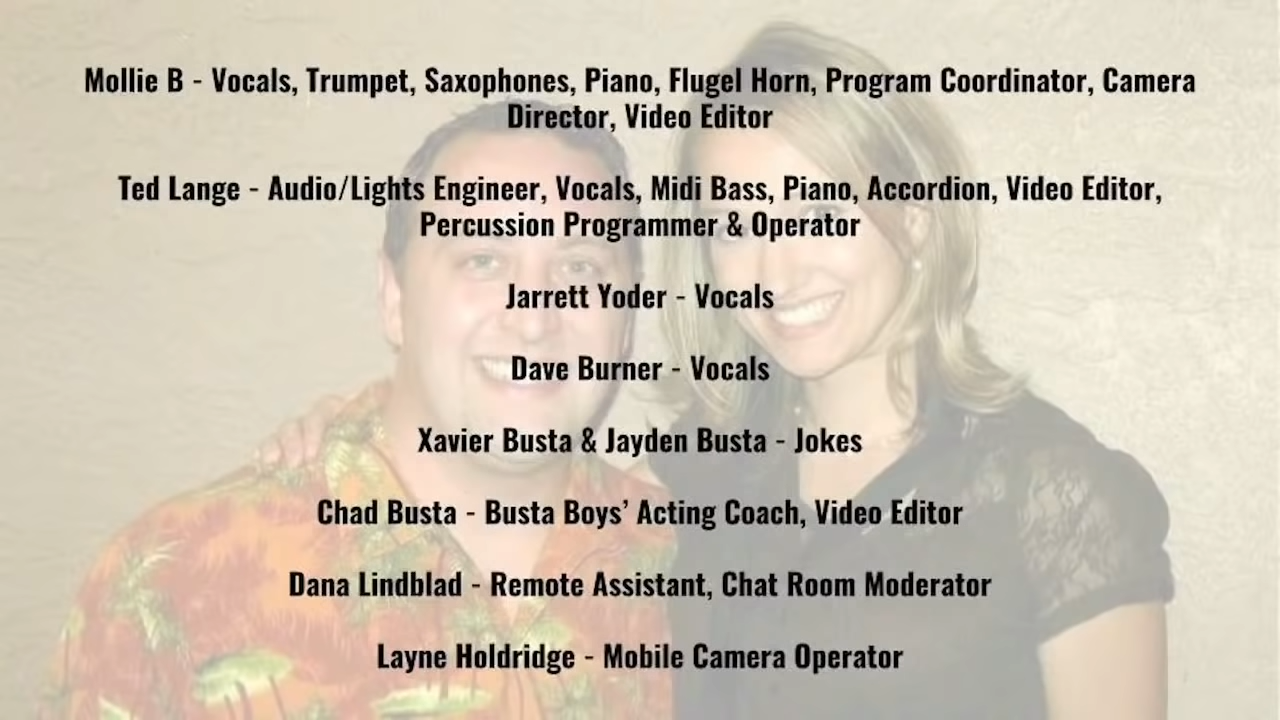 Mollie B - Vocals, Trumpet, Saxophones, Piano, Flugel Horn, Program Coordinator, Camera
Director, Video Editor
Ted Lange - Audio/Lights Engineer, Vocals, Midi Bass, Piano, Accordion, Video Editor,
Percussion Programmer & Operator
Jarrett Yoder - Vocals
Dave Burner - Vocals
Xavier Busta & Jayden Busta - Jokes
Chad Busta - Busta Boys’ Acting Coach, Video Editor
Dana Lindblad - Remote Assistant, Chat Room Moderator
Layne Holdridge - Mobile Camera Operator